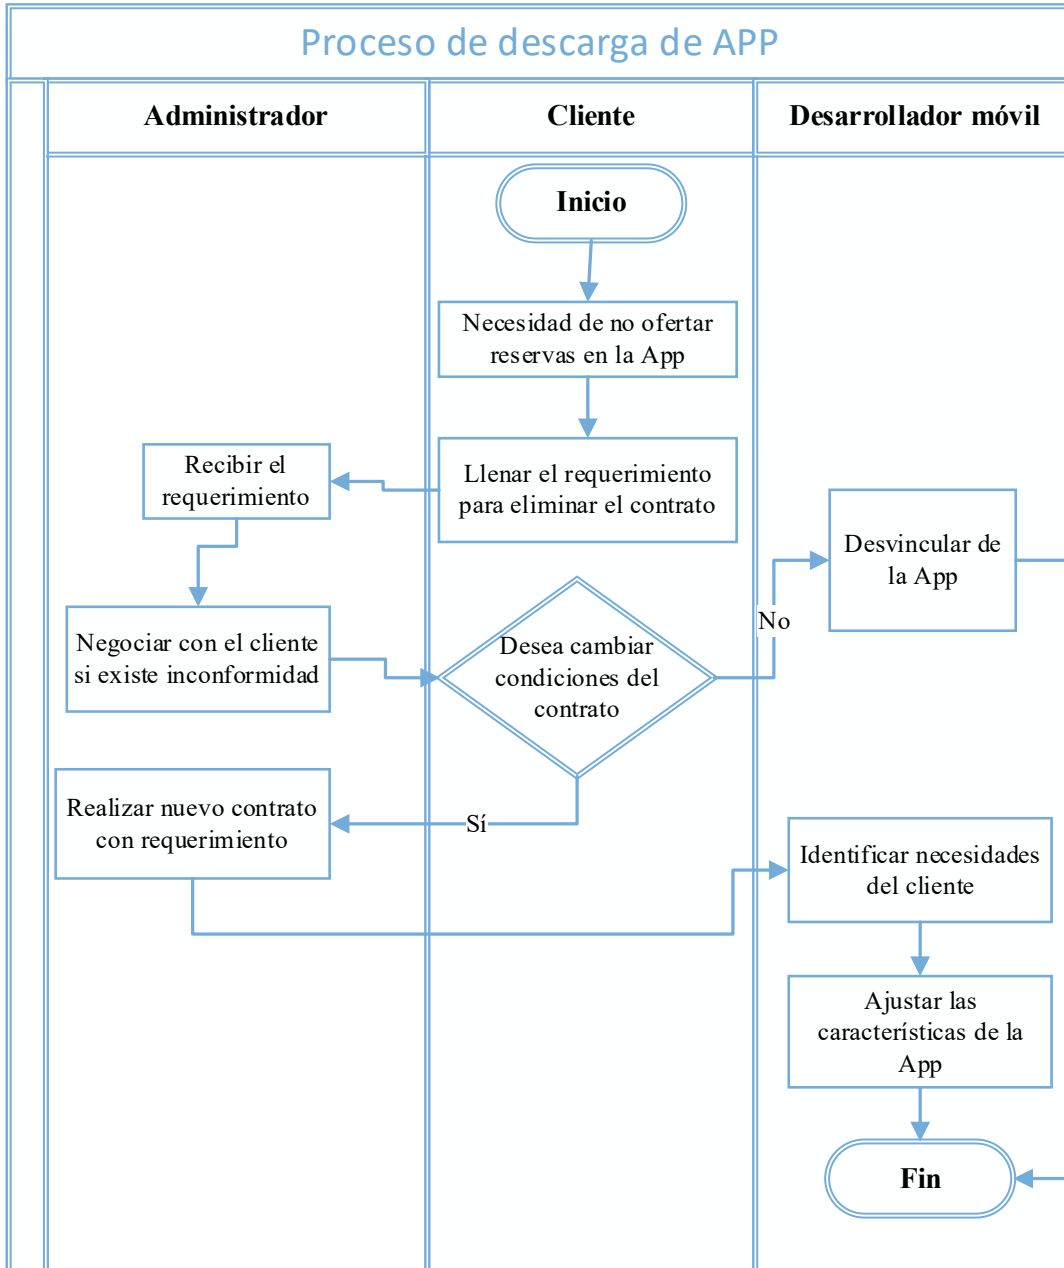 Proceso de descarga de APP
Administrador
Cliente
Desarrollador móvil
Inicio
Necesidad de no ofertar
reservas en la App
Llenar el requerimiento
para eliminar el contrato
Recibir el
requerimiento
Negociar con el cliente
si existe inconformidad
Desea cambiar
condiciones del
contrato
No
Desvincular de
la App
Sí
Realizar nuevo contrato
con requerimiento
Identificar necesidades
del cliente
Ajustar las
características de la
App
Fin